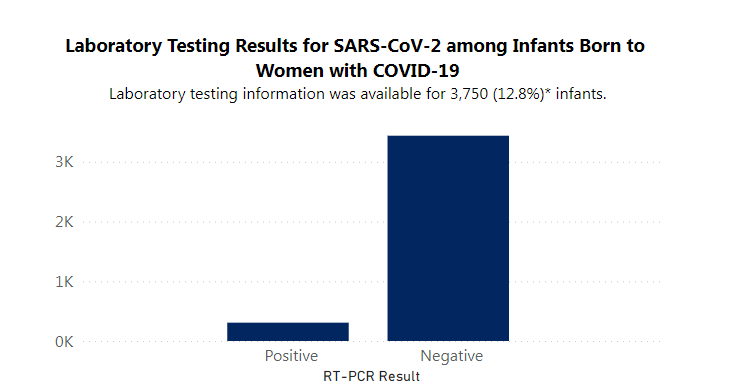 Laboratory Testing Results for SARS-CoV-2 among Infants Born to
Women with COVID-19
Laboratory testing information was available for 3,750 (12.8%)* infants.
3K
2K
1K
0K
Positive
Negative
RT-PCR Result